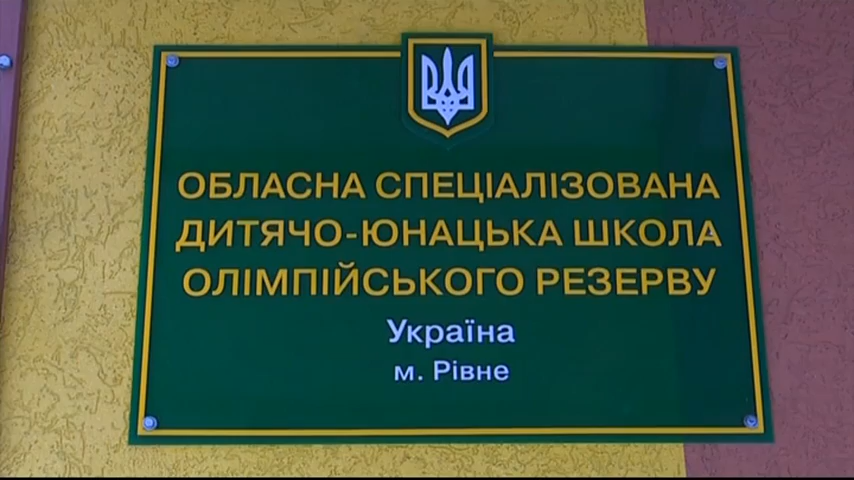 ОБЛАСНА СПЕЦІАЛІЗОВАНА
ДИТЯЧО-ЮНАЦЬКА ШКОЛА
ОЛІМПІЙСЬКОГО РЕЗЕРВУ
Україна
м. Рівне